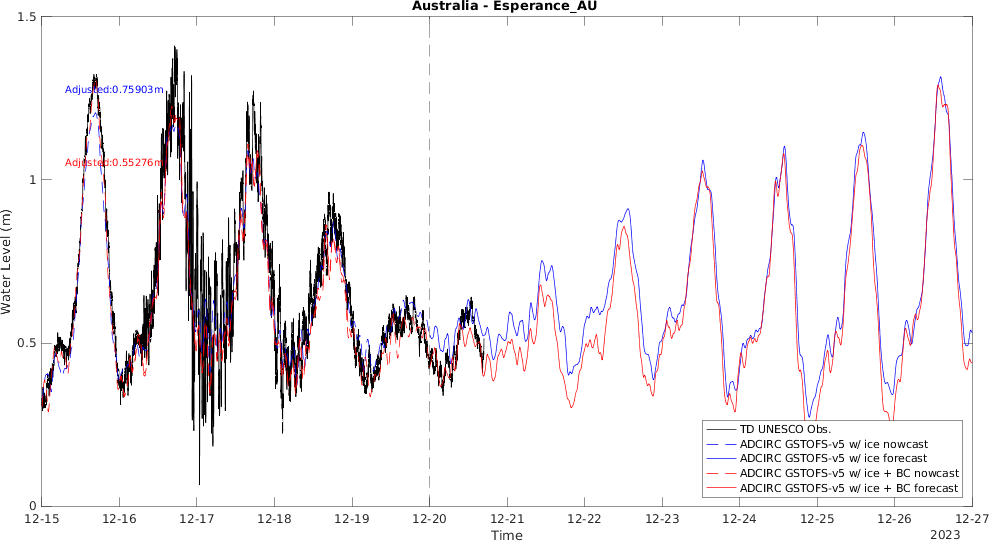 Australia - Esperance_AU
1.5
1
0.5
0
Water Level (m)
Adjusted:0.75903m
Adjusted:0.55276m
TD UNESCO Obs.
ADCIRC GSTOFS-v5 w/ ice nowcast
ADCIRC GSTOFS-v5 w/ ice forecast
ADCIRC GSTOFS-v5 w/ ice + BC nowcast
ADCIRC GSTOFS-v5 w/ ice + BC forecast
12-15 12-16 12-17 12-18 12-19 12-20 12-21 12-22 12-23 12-24 12-25 12-26 12-27
Time
2023